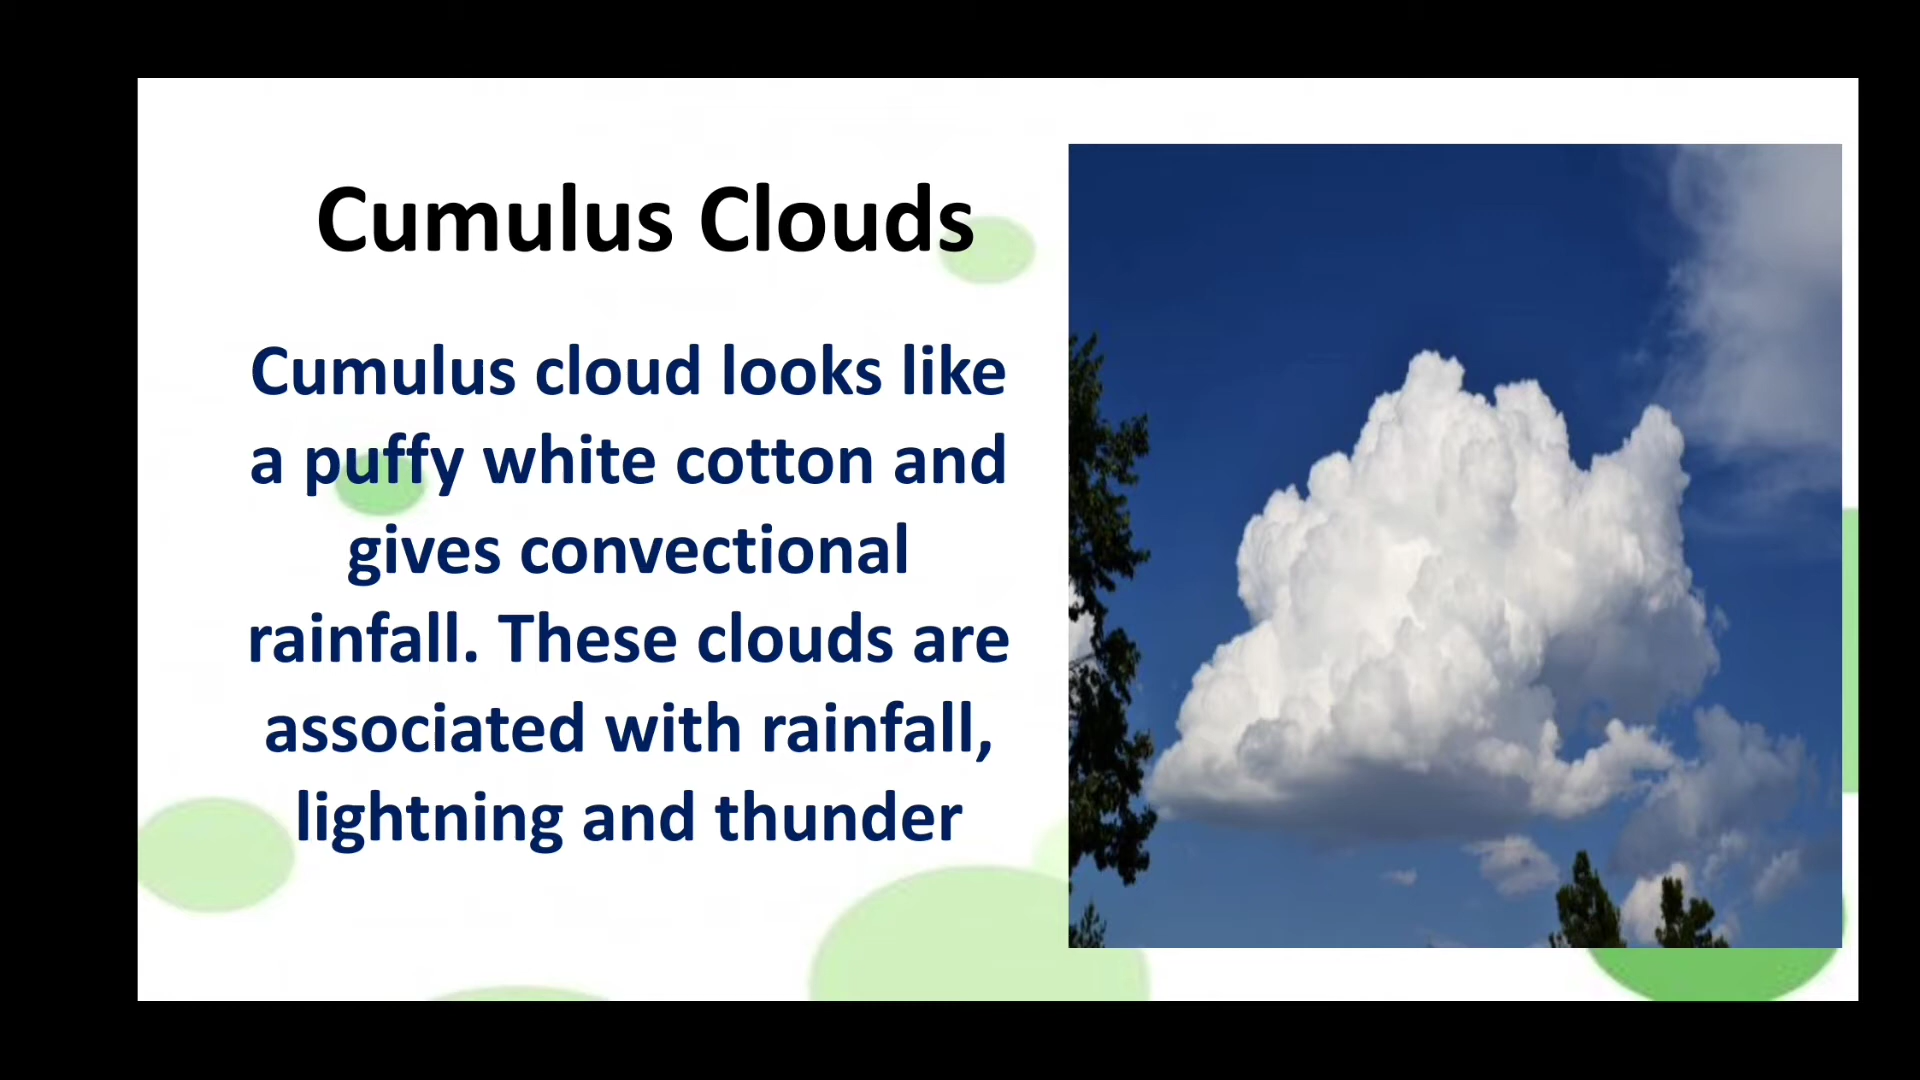 Cumulus Clouds
Cumulus cloud looks like
a puffy white cotton and
gives convectional
rainfall. These clouds are
associated with rainfall,
lightning and thunder